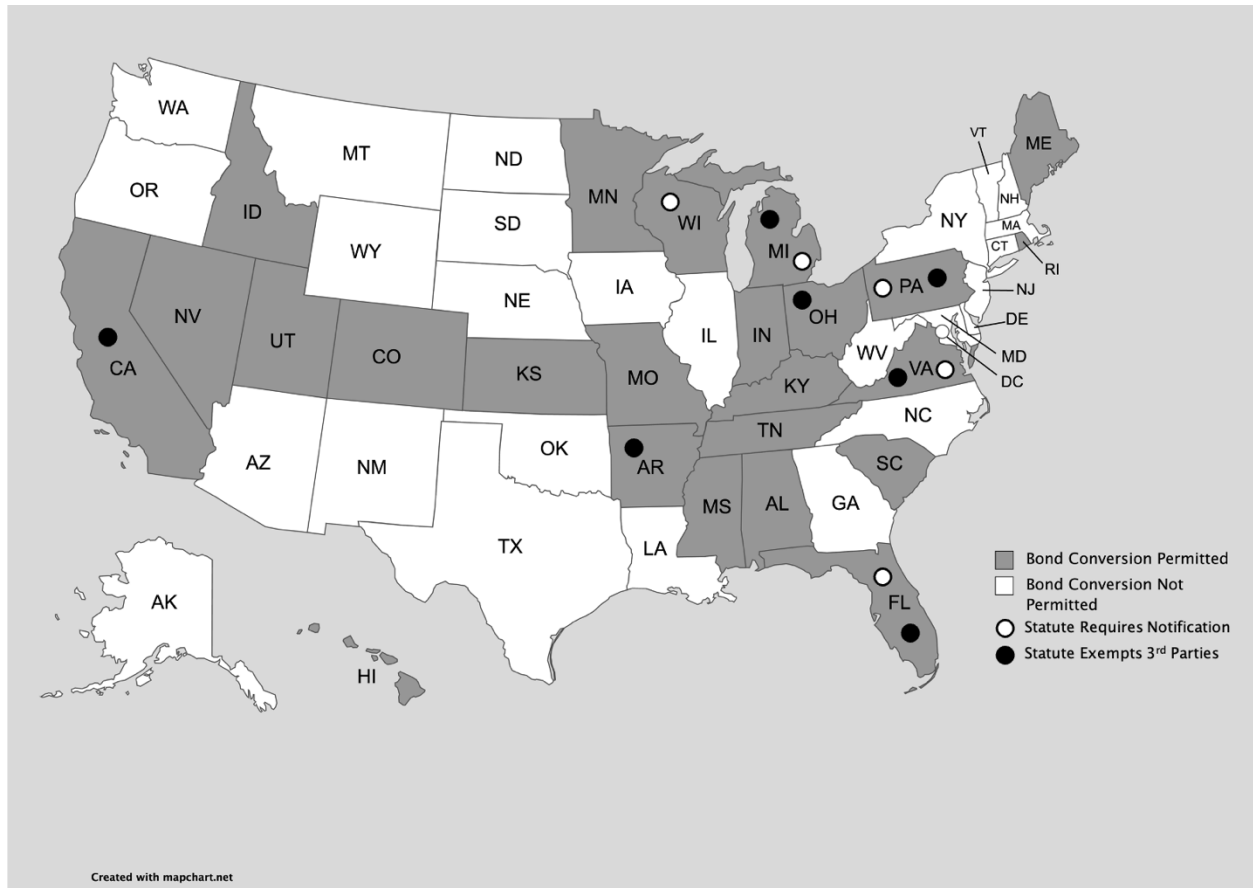 WA
MT
ND
MN
VT
ME
OR
ID
SD
WI
NH
NY
MA
WY
MI
CT
RI
IA
NE
PA
NJ
NV
OH
IL
IN
DE
UT
CO
WV
MD
CA
KS
MO
VA
DC
KY
NC
TN
OK
AZ
NM
AR
SC
MS
AL
GA
TX
LA
Bond Conversion Permitted
AK
Bond Conversion Not
Permitted
FL
Statute Requires Notification
Statute Exempts 3rd Parties
HI
Created with mapchart.net